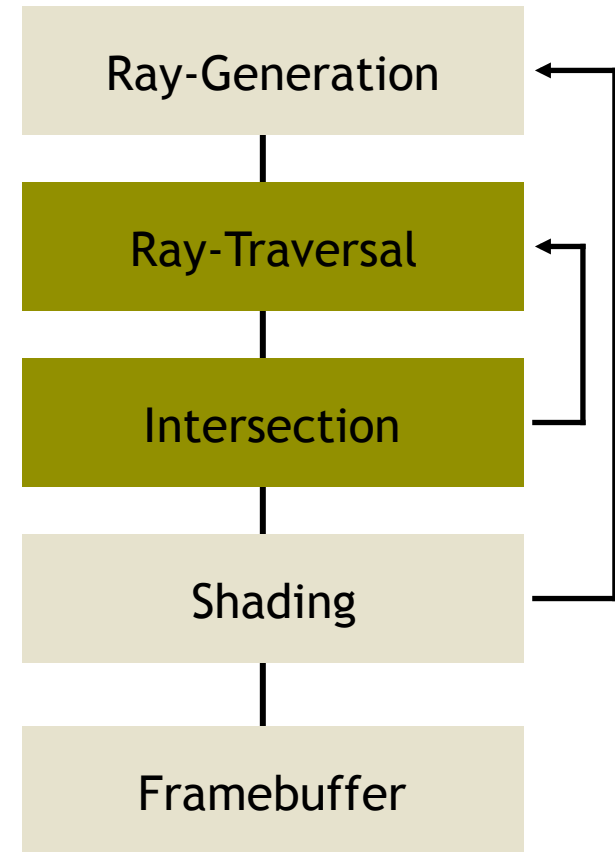 Ray-Generation
Ray-Traversal
Intersection
Shading
Framebuffer